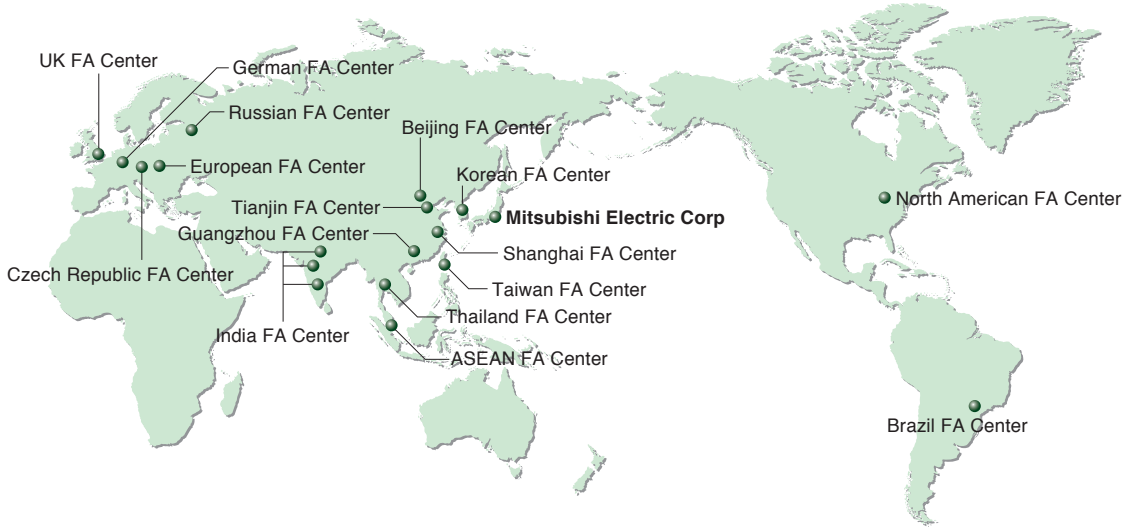 UK FA Center
German FA Center
Russian FA Center
Beijing FA Center
European FA Center
Korean FA Center
North American FA Center
Tianjin FA Center
Mitsubishi Electric Corp
Guangzhou FA Center
Shanghai FA Center
Czech Republic FA Center
Taiwan FA Center
Thailand FA Center
India FA Center
ASEAN FA Center
Brazil FA Center